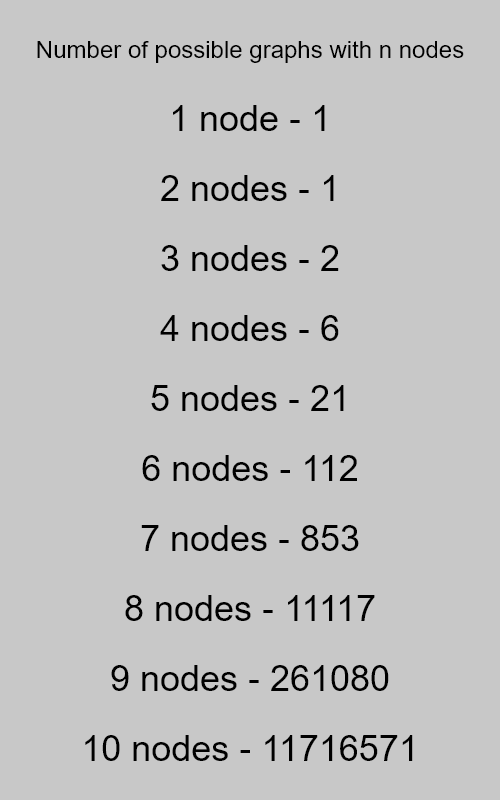 Number of possible graphs with n nodes
1 node - 1
2 nodes - 1
3 nodes - 2
4 nodes - 6
5 nodes - 21
6 nodes - 112
7 nodes - 853
8 nodes - 11117
9 nodes - 261080
10 nodes - 11716571